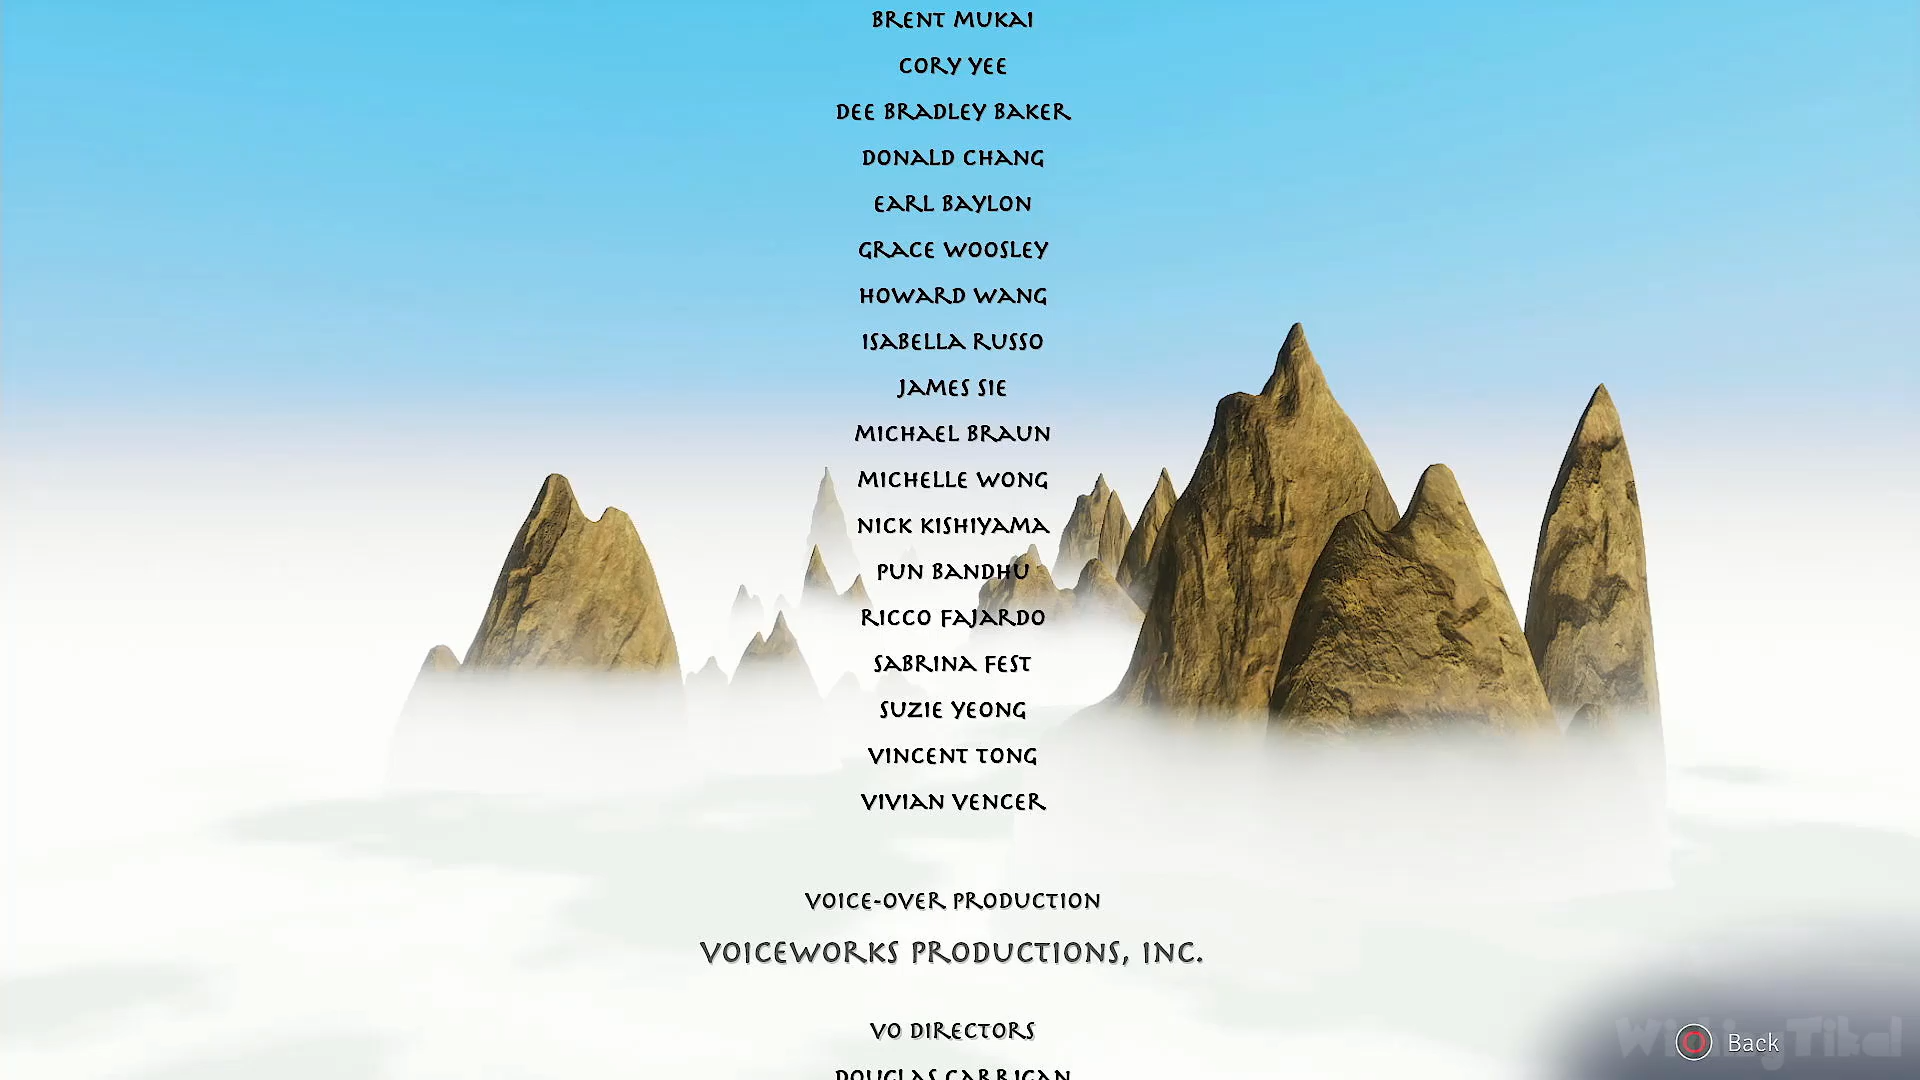 BRENT MUKAI
CORY YEE
DEE BRADLEY BAKER
DONALD CHANG
EARL BAYLON
GRACE WOOSLEY
HOWARD WANG
ISABELLA RUSSO
JAMES SIE
MICHAEL BRAUN
MICHELLE WONG
NICK KISHIYAMA
PUN BANDHU
RICCO FAJARDO
SABRINA FEST
SUZIE YEONG
VINCENT TONG
VIVIAN VENCER
VOICE-OVER PRODUCTION
VOICEWORKS PRODUCTIONS, INC.
VO DIRECTORS
DOUGLAS CARRIGAN
Back